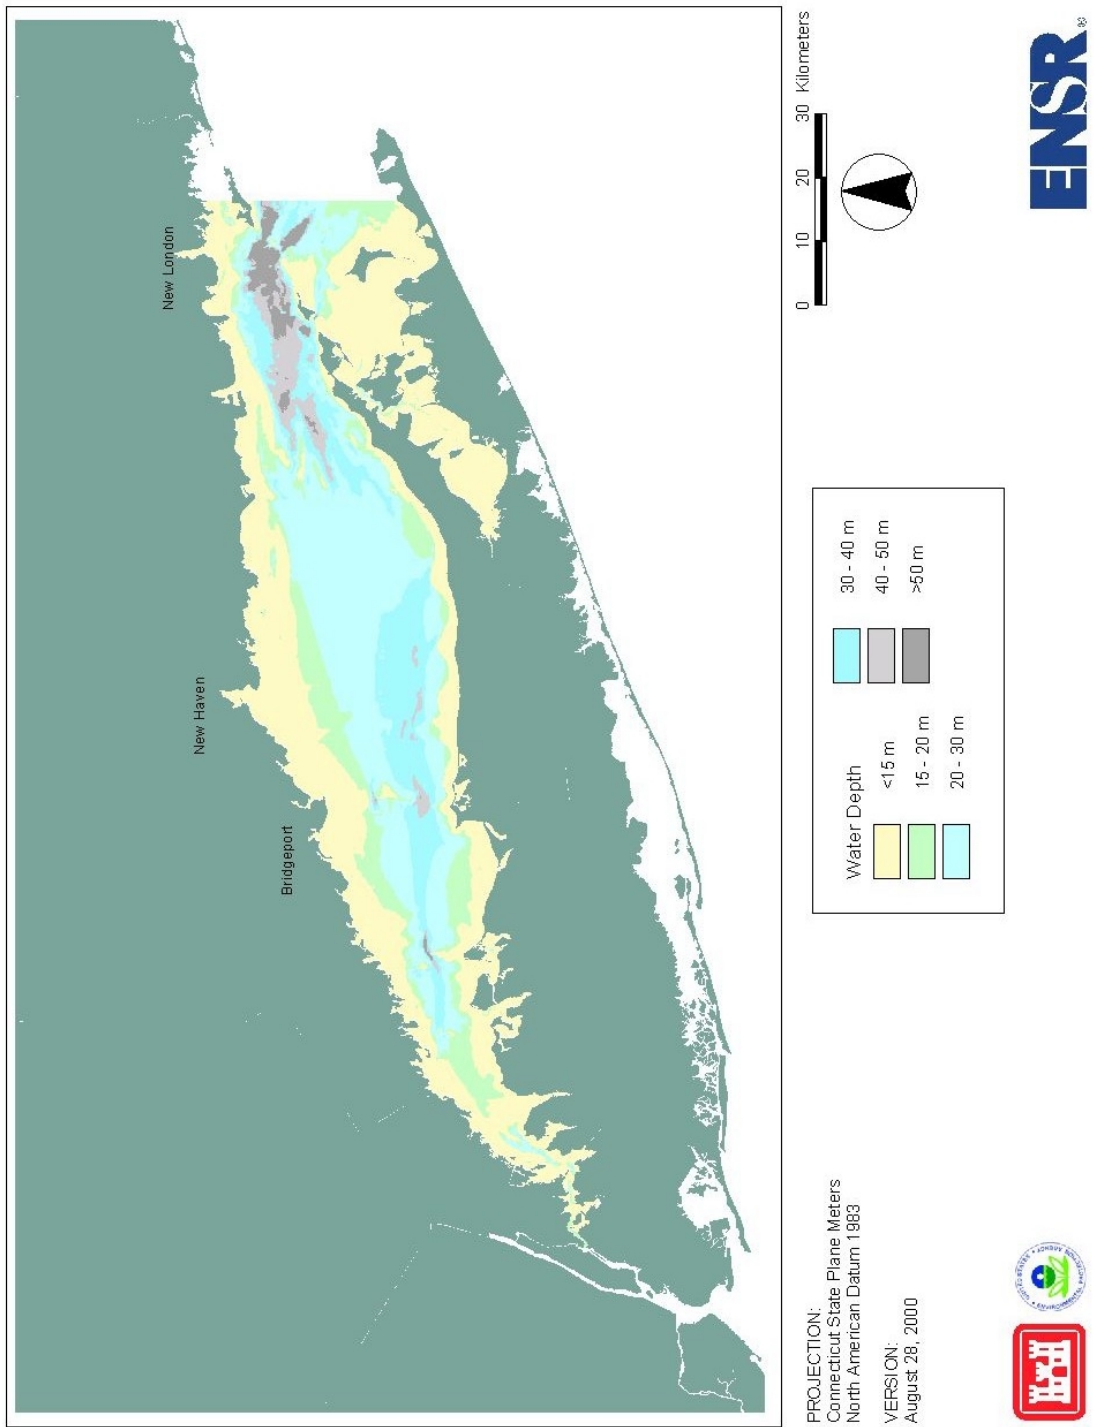 New London
New Haven
Bridgeport
0 10 20 30 Kilometers
Water Depth
<15 m
15 - 20 m
20 - 30 m
30 - 40 m
40 - 50 m
>50 m
PROJECTION:
Connecticut State Plane Meters
North American Datum 1983
VERSION:
August 28, 2000
ENSR®